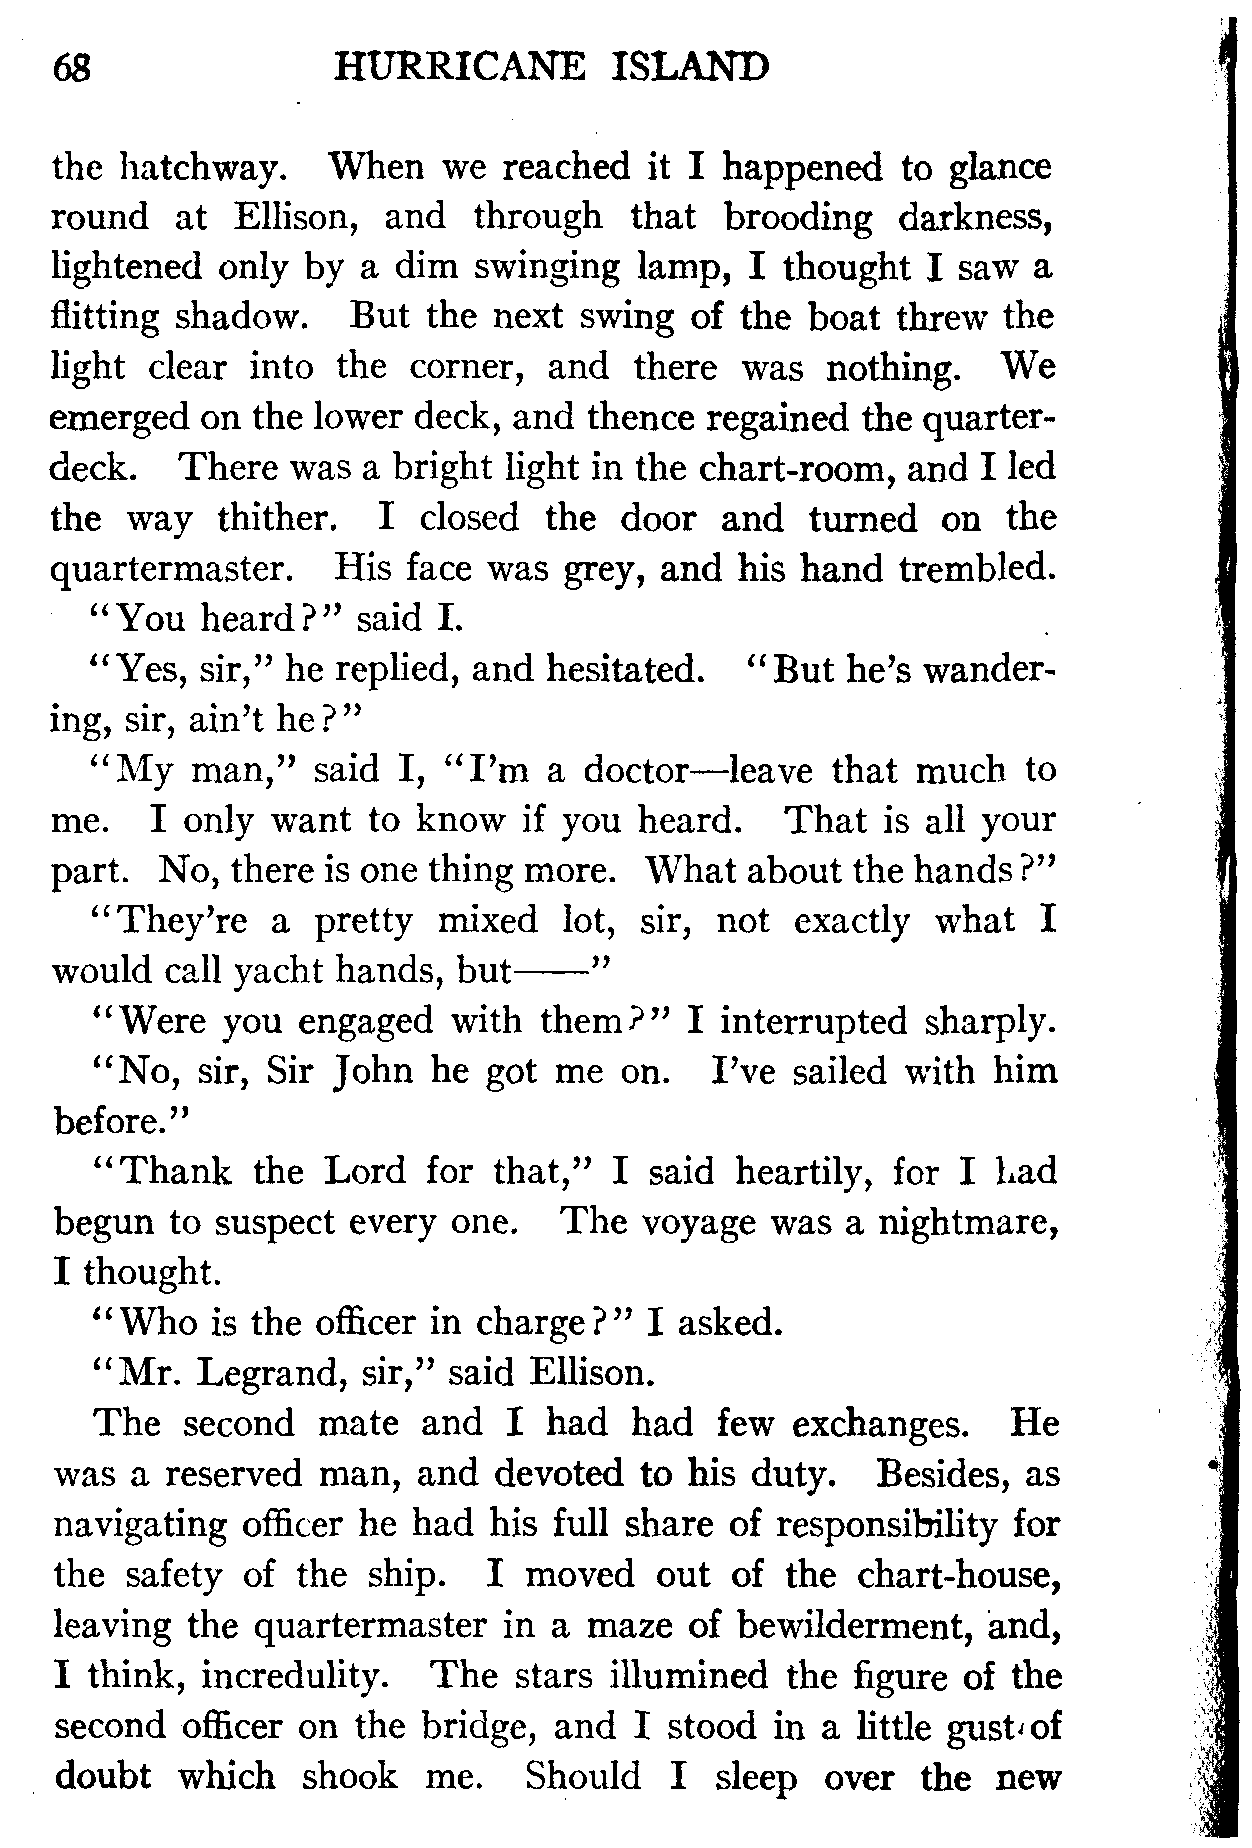 68 HURRICANE ISLAND
the hatchway. When we reached it I happened to glance
round at Ellison, and through that brooding darkness,
lightened only by a dim swinging lamp, I thought I saw a
flitting shadow. But the next swing of the boat threw the
light clear into the corner, and there was nothing. We
emerged on the lower deck, and thence regained the quarter-
deck. There was a bright light in the chart-room, and I led
the way thither. I closed the door and turned on the
quartermaster. His face was grey, and his hand trembled.
"You heard?" said I.
"Yes, sir," he replied, and hesitated. "But he's wander-
ing, sir, ain't he?"
"My man," said I, "I'm a doctor—leave that much to
me. I only want to know if you heard. That is all your
part. No, there is one thing more. What about the hands?"
"They're a pretty mixed lot, sir, not exactly what I
would call yacht hands, but——"
"Were you engaged with them?" I interrupted sharply.
"No, sir, Sir John he got me on. I've sailed with him
before."
"Thank the Lord for that," I said heartily, for I had
begun to suspect every one. The voyage was a nightmare,
I thought.
"Who is the officer in charge?" I asked.
"Mr. Legrand, sir," said Ellison.
The second mate and I had had few exchanges. He
was a reserved man, and devoted to his duty. Besides, as
navigating officer he had his full share of responsibility for
the safety of the ship. I moved out of the chart-house,
leaving the quartermaster in a maze of bewilderment, and,
I think, incredulity. The stars illumined the figure of the
second officer on the bridge, and I stood in a little gust of
doubt which shook me. Should I sleep over the new